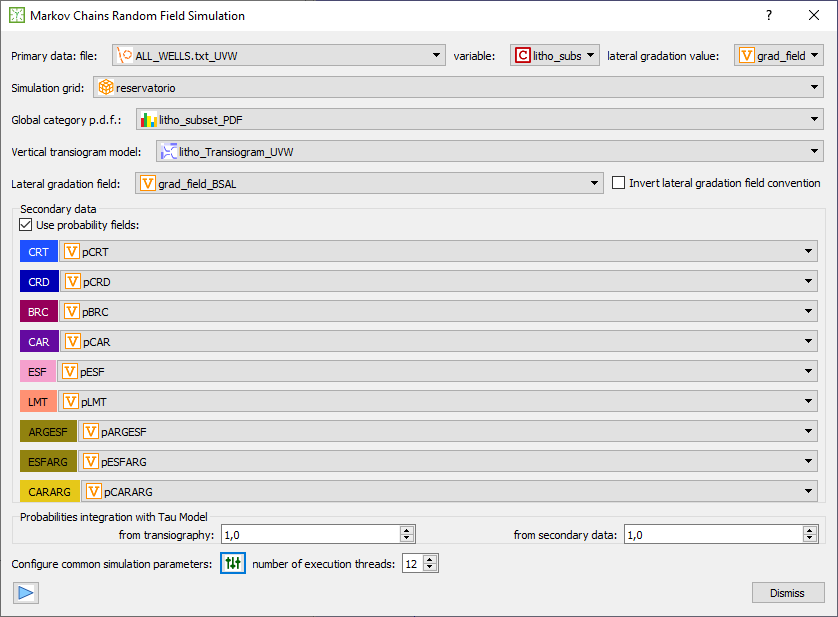 Markov Chains Random Field Simulation ?
Primary data: file: ALL_WELLS.txt_UVW variable: C litho_subs lateral gradation value: V grad_field
Simulation grid: reservatorio
Global category p.d.f.: litho_subset_PDF
Vertical transiogram model: litho_Transiogram_UVW
Lateral gradation field: V grad_field_BSAL Invert lateral gradation field convention
Secondary data
Use probability fields:
CRT V pCRT
CRD V pCRD
BRC V pBRC
CAR V pCAR
ESF V pESF
LMT V pLMT
ARGESF V pARGESF
ESFARG V pESFARG
CARARG V pCARARG
Probabilities integration with Tau Model
from transiography: 1,0 from secondary data: 1,0
Configure common simulation parameters: number of execution threads: 12
Dismiss